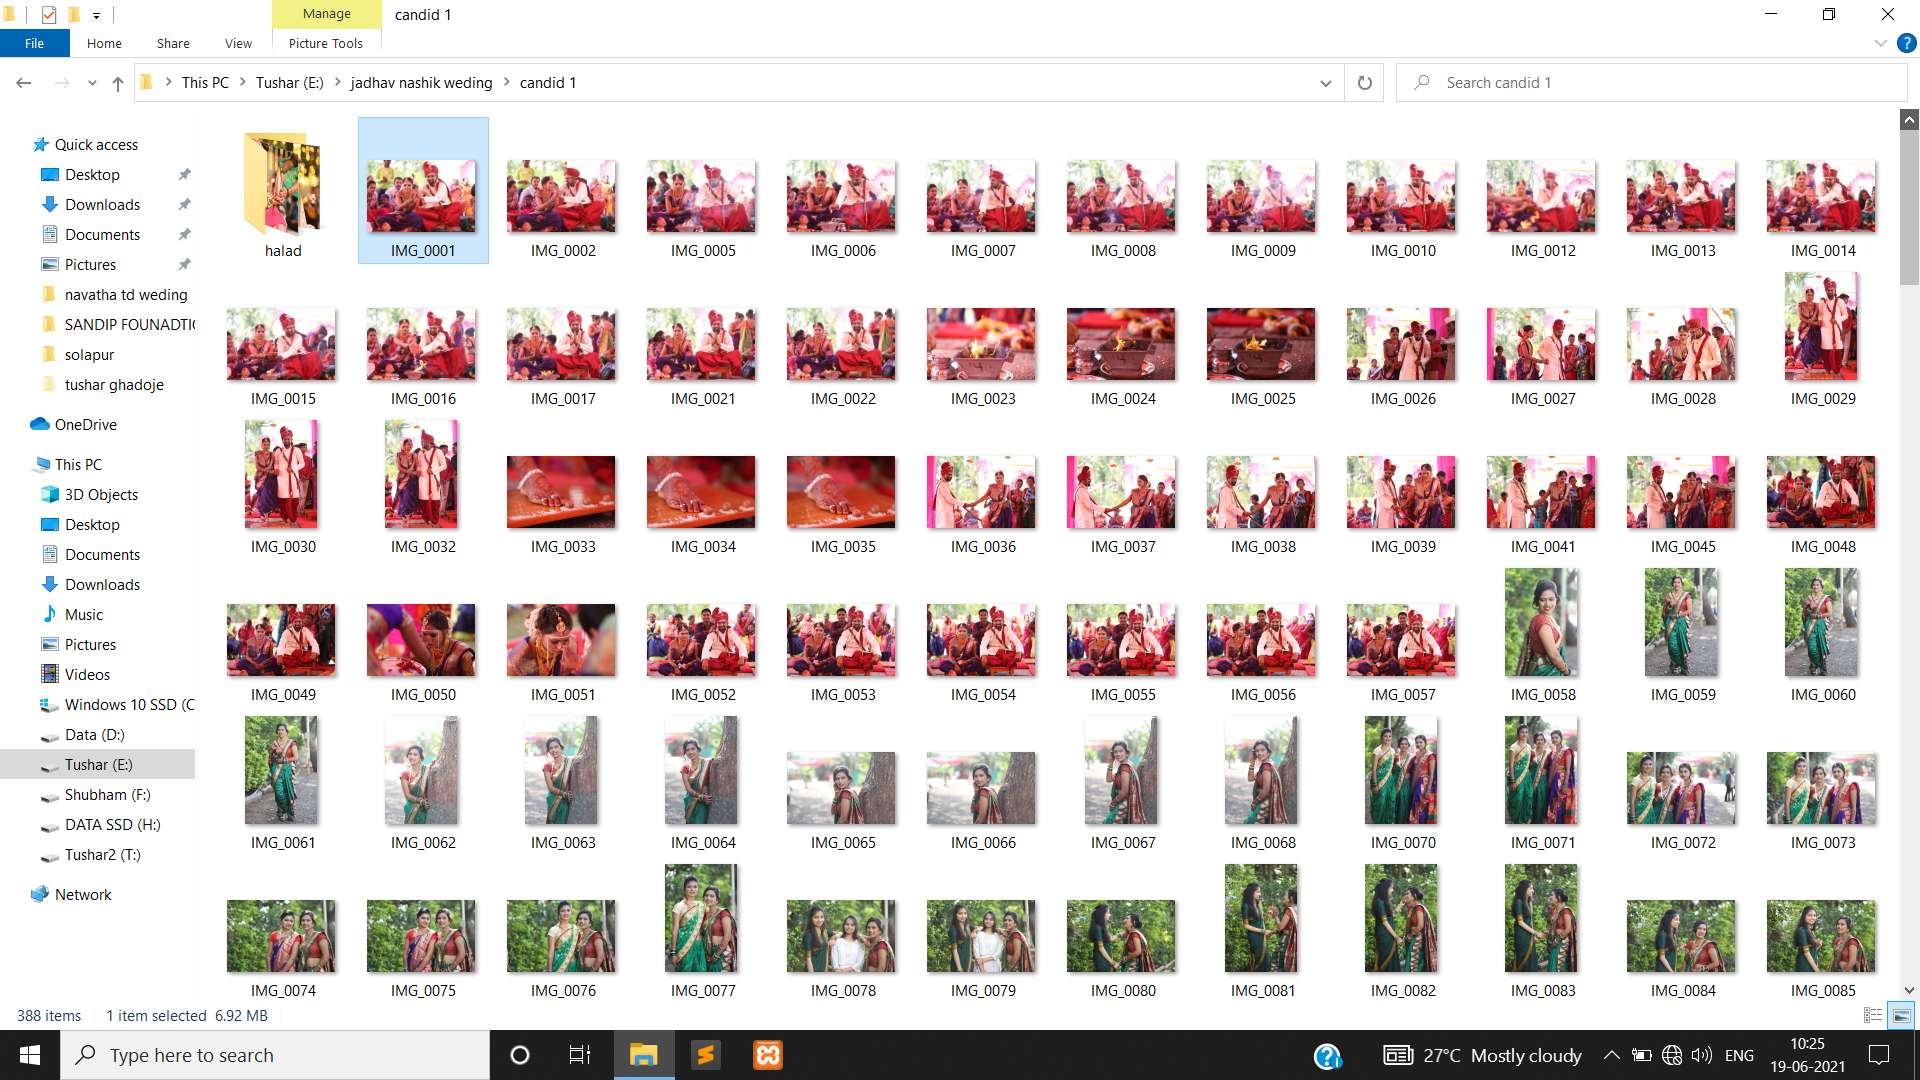 Manage
candid 1
File
Home
Share
View
Picture Tools
This PC
Tushar (E:)
jadhav nashik weding
candid 1
Search candid 1
Quick access
Desktop
Downloads
Documents
Pictures
navatha td weding
SANDIP FOUNADTIO
solapur
tushar ghadoje
OneDrive
This PC
3D Objects
Desktop
Documents
Downloads
Music
Pictures
Videos
Windows 10 SSD (C
Data (D:)
Tushar (E:)
Shubham (F:)
DATA SSD (H:)
Tushar2 (T:)
Network
halad IMG_0001 IMG_0002 IMG_0005 IMG_0006 IMG_0007 IMG_0008 IMG_0009 IMG_0010 IMG_0012 IMG_0013 IMG_0014
IMG_0015 IMG_0016 IMG_0017 IMG_0021 IMG_0022 IMG_0023 IMG_0024 IMG_0025 IMG_0026 IMG_0027 IMG_0028 IMG_0029
IMG_0030 IMG_0032 IMG_0033 IMG_0034 IMG_0035 IMG_0036 IMG_0037 IMG_0038 IMG_0039 IMG_0041 IMG_0045 IMG_0048
IMG_0049 IMG_0050 IMG_0051 IMG_0052 IMG_0053 IMG_0054 IMG_0055 IMG_0056 IMG_0057 IMG_0058 IMG_0059 IMG_0060
IMG_0061 IMG_0062 IMG_0063 IMG_0064 IMG_0065 IMG_0066 IMG_0067 IMG_0068 IMG_0070 IMG_0071 IMG_0072 IMG_0073
IMG_0074 IMG_0075 IMG_0076 IMG_0077 IMG_0078 IMG_0079 IMG_0080 IMG_0081 IMG_0082 IMG_0083 IMG_0084 IMG_0085
388 items 1 item selected 6.92 MB
Type here to search
27°C Mostly cloudy
ENG
10:25
19-06-2021